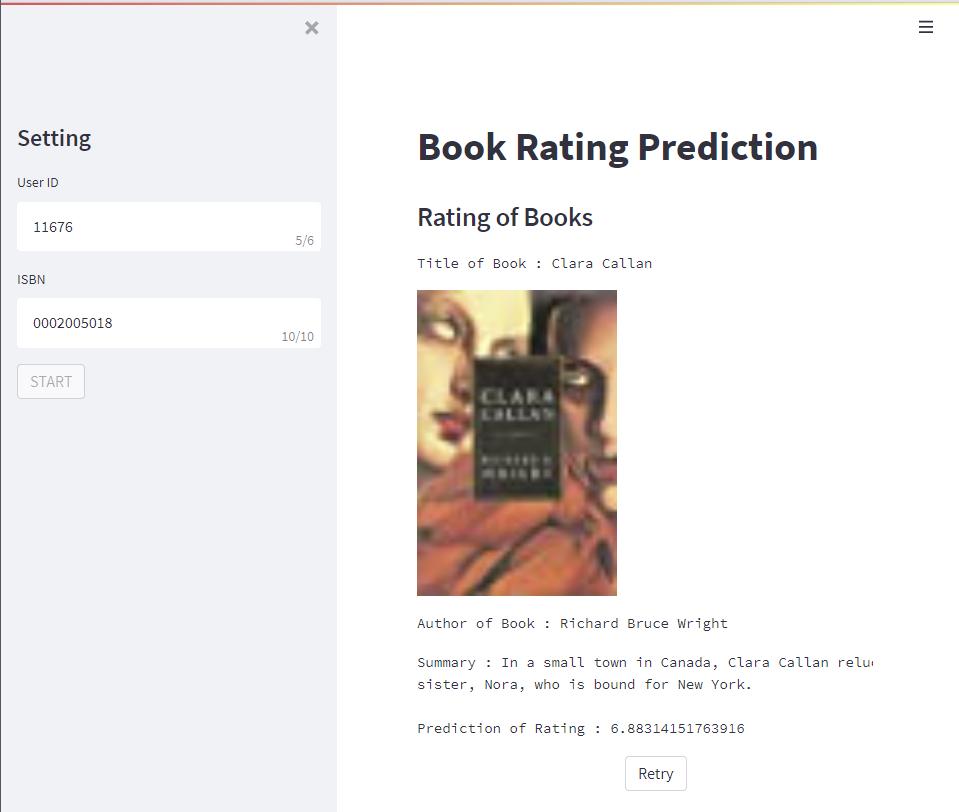 Setting
User ID
11676
5/6
ISBN
0002005018
10/10
START
Book Rating Prediction
Rating of Books
Title of Book : Clara Callan
CLARA
CALLAN
WRIGHT
Author of Book : Richard Bruce Wright
Summary : In a small town in Canada, Clara Callan
sister, Nora, who is bound for New York.
Prediction of Rating : 6.88314151763916
Retry